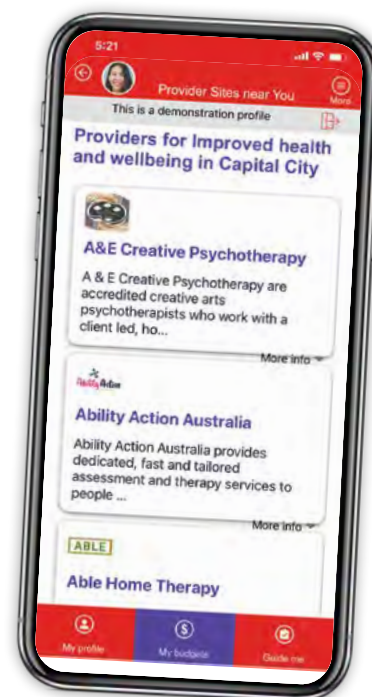 5:21
Provider Sites near You
More
This is a demonstration profile
Providers for Improved health
and wellbeing in Capital City
A&E Creative Psychotherapy
A & E Creative Psychotherapy are
accredited creative arts
psychotherapists who work with a
client led, ho...
More info
Ability Action
Ability Action Australia
Ability Action Australia provides
dedicated, fast and tailored
assessment and therapy services to
people ...
More info
ABLE
Able Home Therapy
My profile
My budgets
Guide me